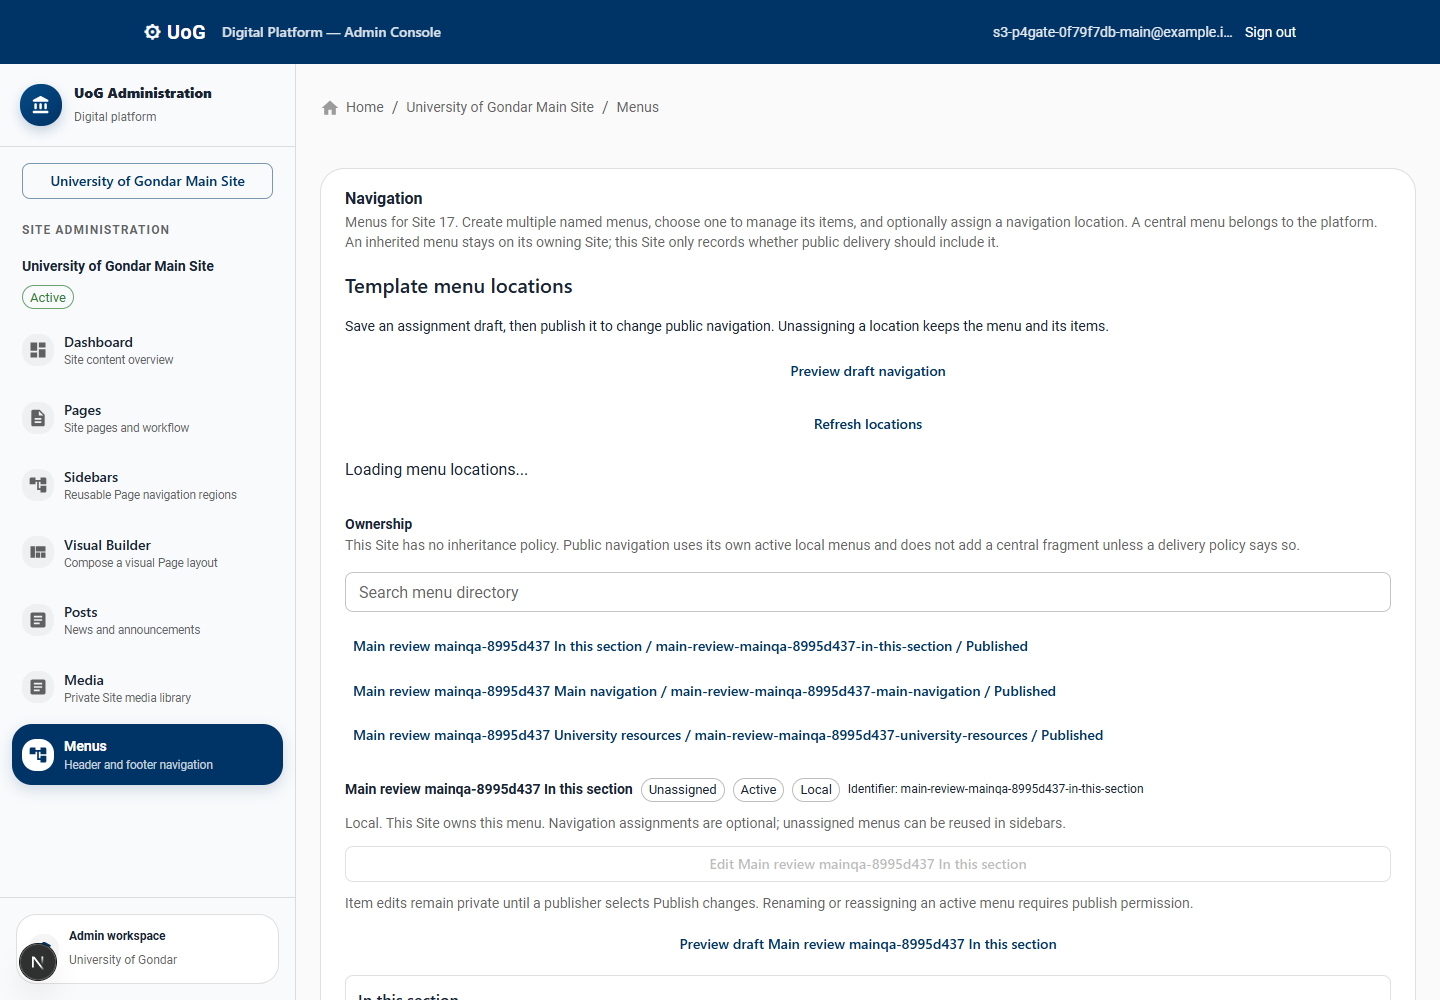 UoG
Digital Platform — Admin Console
s3-p4gate-0f79f7db-main@example.i...
Sign out
UoG Administration
Digital platform
University of Gondar Main Site
SITE ADMINISTRATION
University of Gondar Main Site
Active
Dashboard
Site content overview
Pages
Site pages and workflow
Sidebars
Reusable Page navigation regions
Visual Builder
Compose a visual Page layout
Posts
News and announcements
Media
Private Site media library
Menus
Header and footer navigation
Admin workspace
University of Gondar
N
Home / University of Gondar Main Site / Menus
Navigation
Menus for Site 17. Create multiple named menus, choose one to manage its items, and optionally assign a navigation location. A central menu belongs to the platform.
An inherited menu stays on its owning Site; this Site only records whether public delivery should include it.
Template menu locations
Save an assignment draft, then publish it to change public navigation. Unassigning a location keeps the menu and its items.
Preview draft navigation
Refresh locations
Loading menu locations...
Ownership
This Site has no inheritance policy. Public navigation uses its own active local menus and does not add a central fragment unless a delivery policy says so.
Search menu directory
Main review mainqa-8995d437 In this section / main-review-mainqa-8995d437-in-this-section / Published
Main review mainqa-8995d437 Main navigation / main-review-mainqa-8995d437-main-navigation / Published
Main review mainqa-8995d437 University resources / main-review-mainqa-8995d437-university-resources / Published
Main review mainqa-8995d437 In this section Unassigned Active Local Identifier: main-review-mainqa-8995d437-in-this-section
Local. This Site owns this menu. Navigation assignments are optional; unassigned menus can be reused in sidebars.
Edit Main review mainqa-8995d437 In this section
Item edits remain private until a publisher selects Publish changes. Renaming or reassigning an active menu requires publish permission.
Preview draft Main review mainqa-8995d437 In this section
In this section